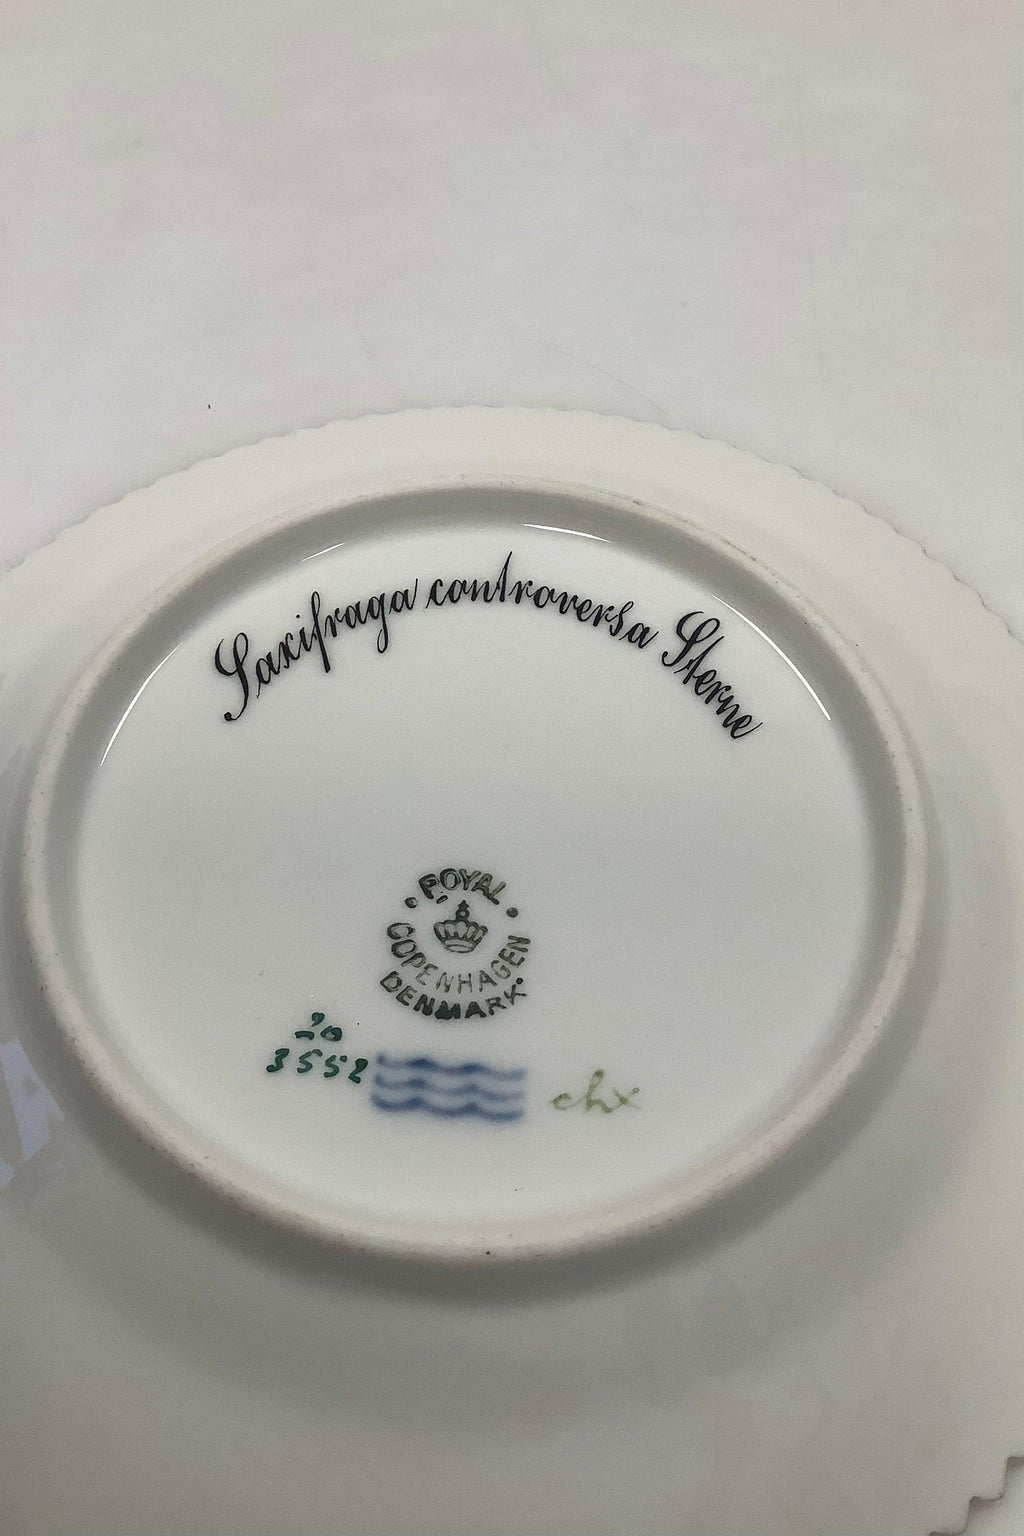 Saxifraga controversa Sterne
ROYAL
COPENHAGEN
DENMARK
20
3552
chx